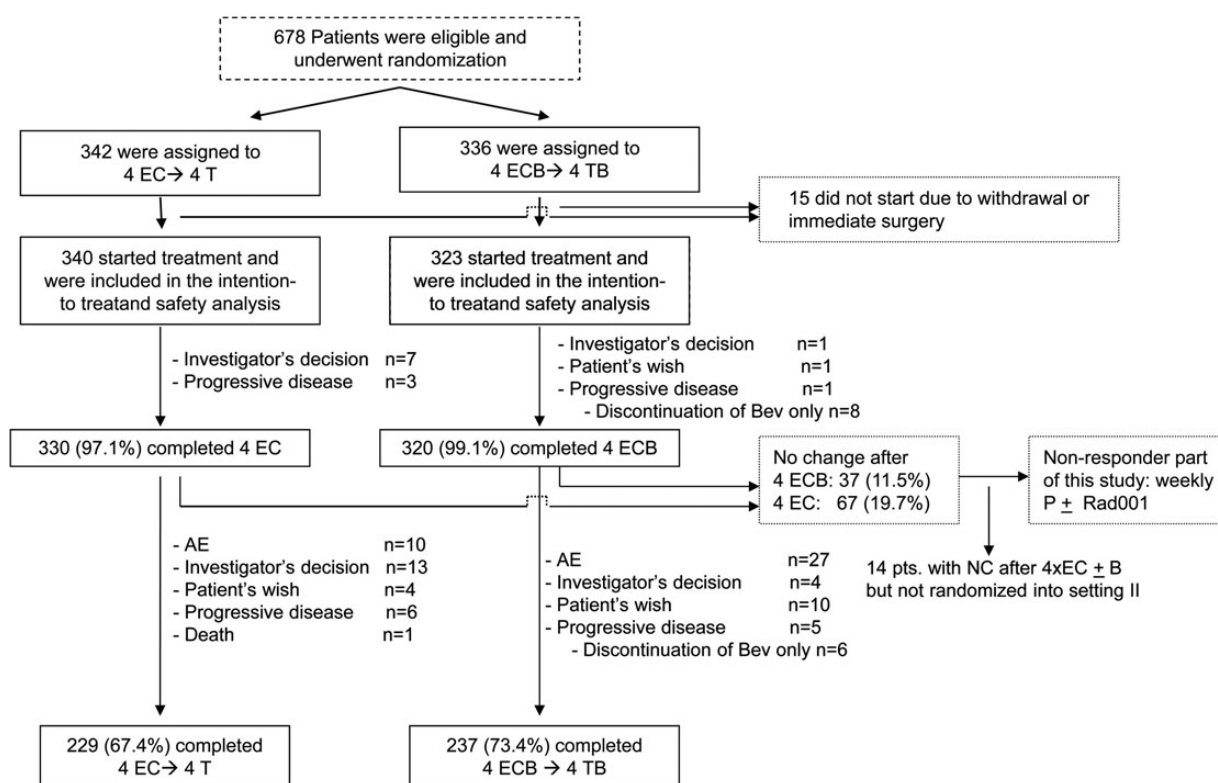 678 Patients were eligible and
underwent randomization
342 were assigned to
4 EC→ 4 T
336 were assigned to
4 ECB→ 4 TB
15 did not start due to withdrawal or
immediate surgery
340 started treatment and
were included in the intention-
to treatand safety analysis
323 started treatment and
were included in the intention-
to treatand safety analysis
- Investigator's decision n=7
- Progressive disease n=3
- Investigator's decision n=1
- Patient's wish n=1
- Progressive disease n=1
- Discontinuation of Bev only n=8
330 (97.1%) completed 4 EC
320 (99.1%) completed 4 ECB
No change after
4 ECB: 37 (11.5%)
4 EC: 67 (19.7%)
Non-responder part
of this study: weekly
P ± Rad001
- AE n=10
- Investigator's decision n=13
- Patient's wish n=4
- Progressive disease n=6
- Death n=1
- AE n=27
- Investigator's decision n=4
- Patient's wish n=10
- Progressive disease n=5
- Discontinuation of Bev only n=6
14 pts. with NC after 4xEC ± B
but not randomized into setting II
229 (67.4%) completed
4 EC→ 4 T
237 (73.4%) completed
4 ECB → 4 TB